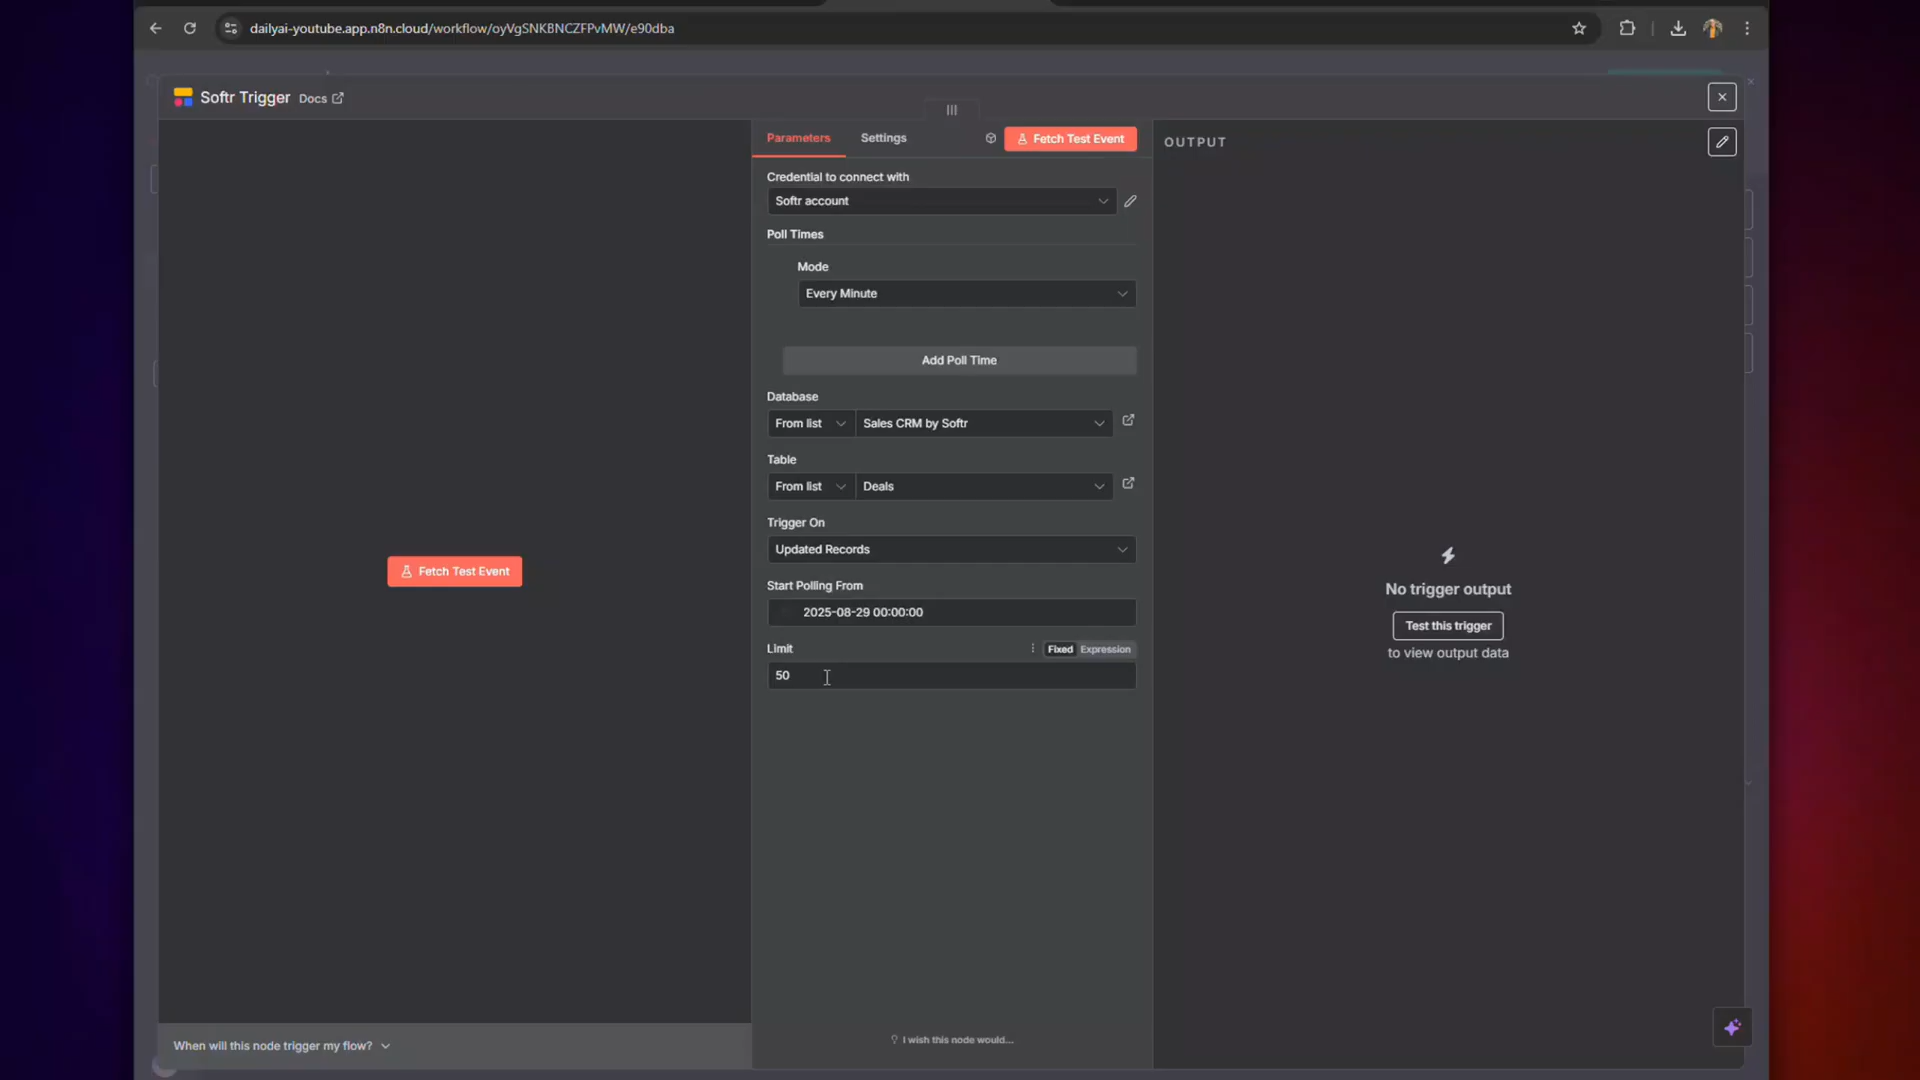 dailyai-youtube.app.n8n.cloud/workflow/oyVgSNKBNCZFPvMW/e90dba
Softr Trigger Docs
Parameters Settings Fetch Test Event
OUTPUT
Credential to connect with
Softr account
Poll Times
Mode
Every Minute
Add Poll Time
Database
From list Sales CRM by Softr
Table
From list Deals
Trigger On
Updated Records
Fetch Test Event
Start Polling From
2025-08-29 00:00:00
Limit Fixed Expression
50
No trigger output
Test this trigger
to view output data
When will this node trigger my flow?
I wish this node would...